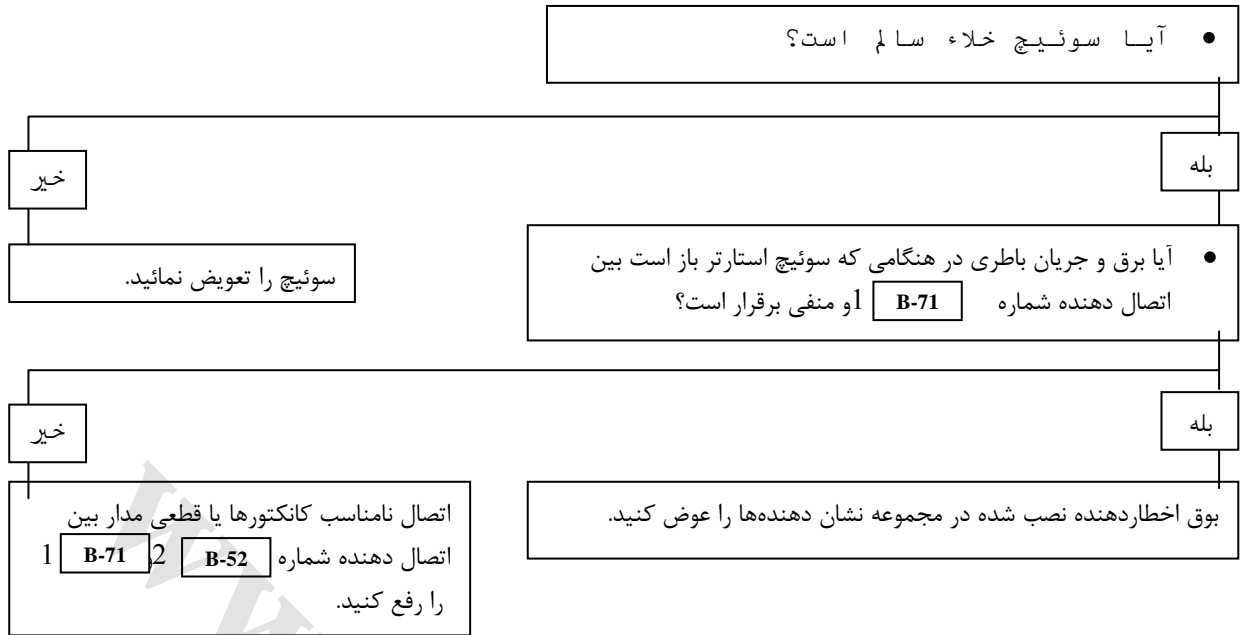 • آیا سوئیچ خلاء سالم است؟
بله
خیر
• آیا برق و جریان باطری در هنگامی که سوئیچ استارتر باز است بین
اتصال دهنده شماره B-71 1و منفی برقرار است؟
سوئیچ را تعویض نمائید.
بله
خیر
بوق اخطاردهنده نصب شده در مجموعه نشان دهنده‌ها را عوض کنید.
اتصال نامناسب کانکتورها یا قطعی مدار بین
اتصال دهنده شماره B-52 2و B-71 1
را رفع کنید.